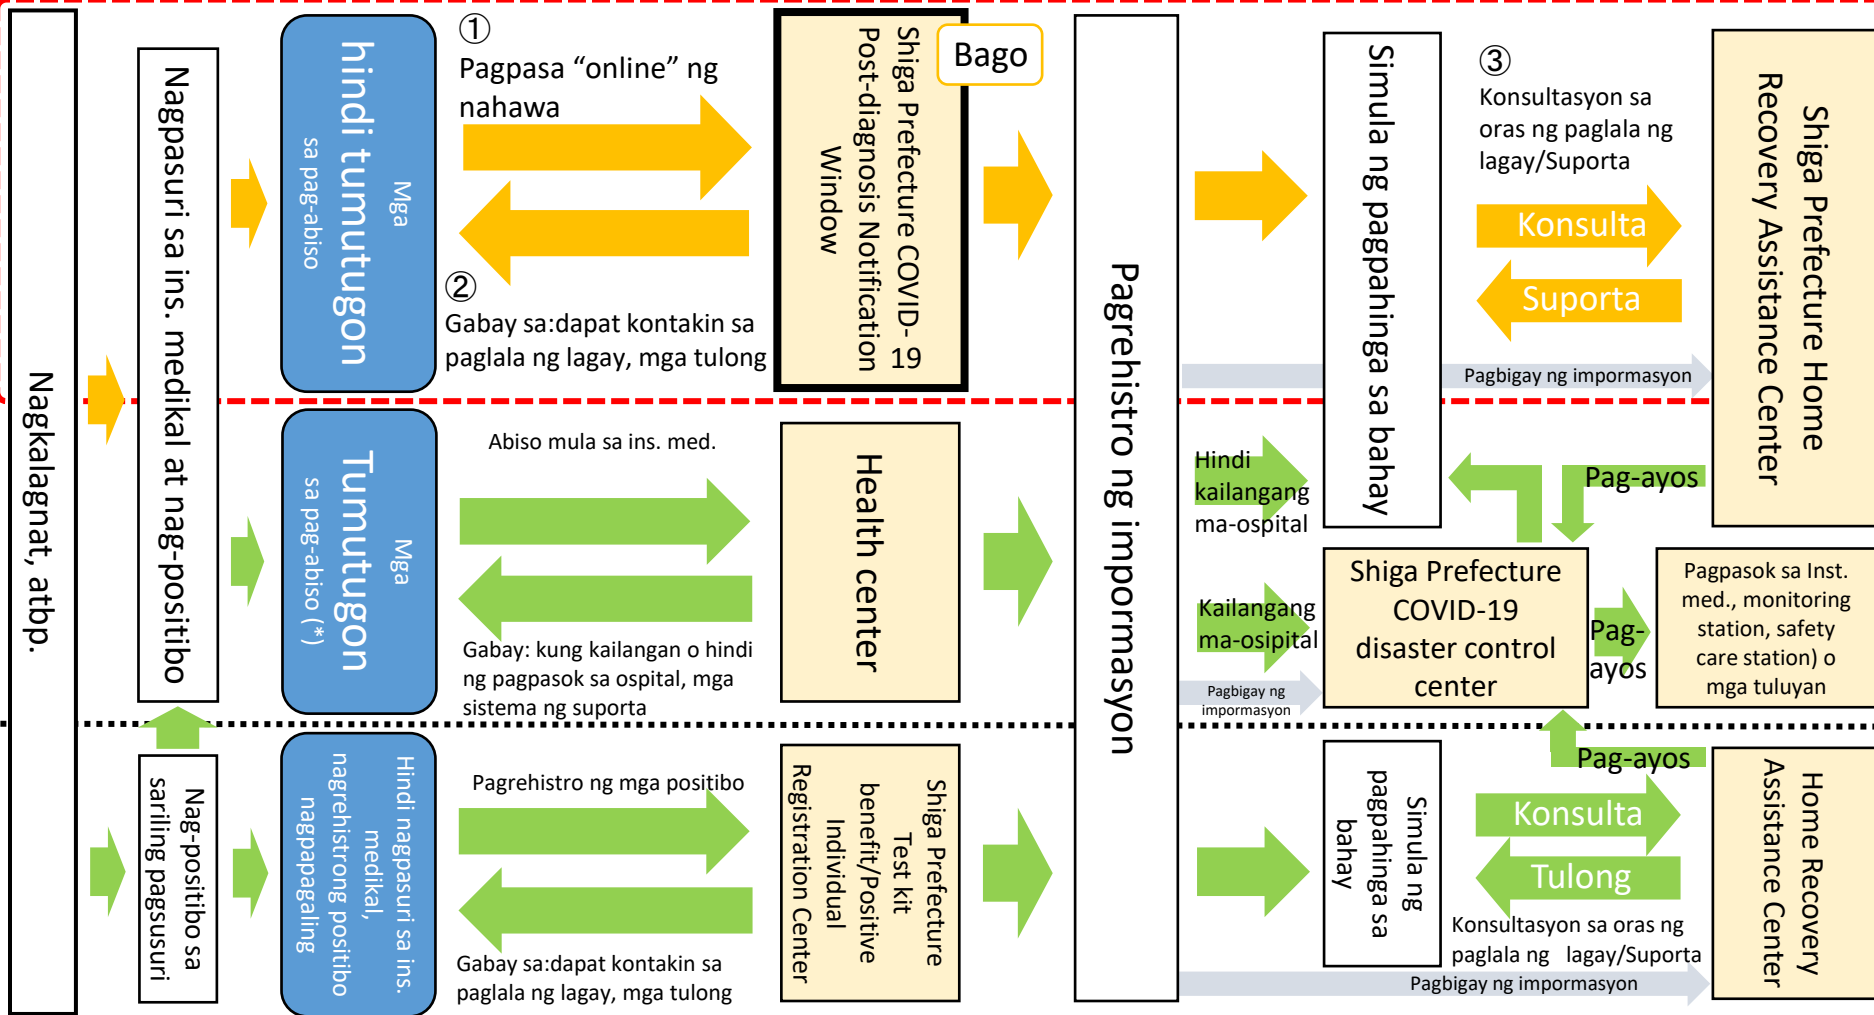 Nagkalagnat, atbp.
Nagpasuri sa ins. medikal at nag-positibo
Mga
hindi tumutugon
sa pag-abiso
①
Pagpasa “online” ng
nahawa
②
Gabay sa:dapat kontakin sa
paglala ng lagay, mga tulong
Shiga Prefecture COVID-19
Post-diagnosis Notification
Window
Bago
Pagrehistro ng impormasyon
Simula ng pagpahinga sa bahay
③
Konsultasyon sa
oras ng paglala ng
lagay/Suporta
Konsulta
Suporta
Pagbigay ng impormasyon
Shiga Prefecture Home
Recovery Assistance Center
Mga
Tumutugon
sa pag-abiso (*)
Abiso mula sa ins. med.
Gabay: kung kailangan o hindi
ng pagpasok sa ospital, mga
sistema ng suporta
Health center
Hindi
kailangang
ma-ospital
Kailangang
ma-osipital
Pagbigay ng
impormasyon
Pag-ayos
Shiga Prefecture
COVID-19
disaster control
center
Pag-
ayos
Pagpasok sa Inst.
med., monitoring
station, safety
care station) o
mga tuluyan
Nag-positibo sa
sariling pagsusuri
Hindi nagpasuri sa ins.
medikal,
nagrehistrong positibo
nagpapagaling
Pagrehistro ng mga positibo
Gabay sa:dapat kontakin sa
paglala ng lagay, mga tulong
Shiga Prefecture
Test kit
benefit/Positive
Individual
Registration Center
Simula ng
pagpahinga sa
bahay
Pag-ayos
Konsulta
Tulong
Konsultasyon sa oras ng
paglala ng lagay/Suporta
Pagbigay ng impormasyon
Home Recovery
Assistance Center